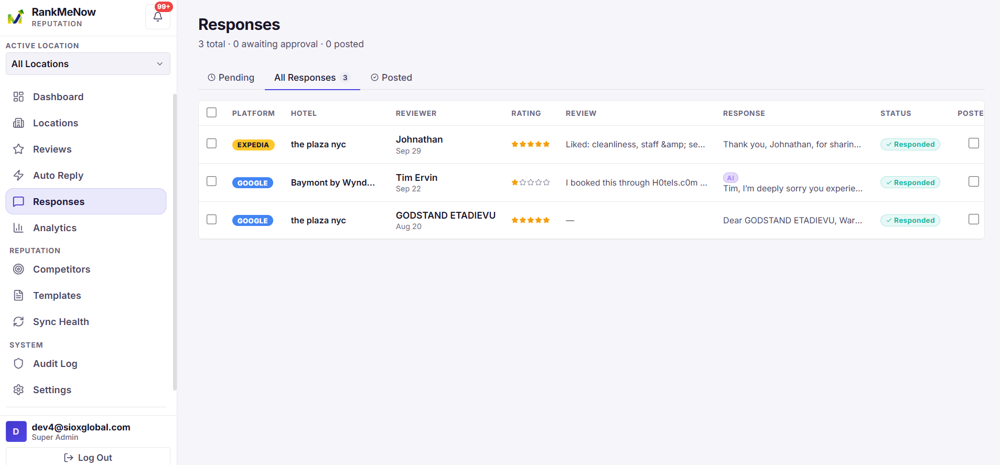 RankMeNow
REPUTATION
99+
ACTIVE LOCATION
All Locations
Dashboard
Locations
Reviews
Auto Reply
Responses
Analytics
REPUTATION
Competitors
Templates
Sync Health
SYSTEM
Audit Log
Settings
D
dev4@sioxglobal.com
Super Admin
Log Out
Responses
3 total · 0 awaiting approval · 0 posted
Pending All Responses 3 Posted
PLATFORM HOTEL REVIEWER RATING REVIEW RESPONSE STATUS POSTE
EXPEDIA the plaza nyc Johnathan Liked: cleanliness, staff &amp; se... Thank you, Johnathan, for sharin... Responded
Sep 29
GOOGLE Baymont by Wynd... Tim Ervin I booked this through H0tels.c0m ... AI Responded
Sep 22 Tim, I'm deeply sorry you experie...
GOOGLE the plaza nyc GODSTAND ETADIEVU — Dear GODSTAND ETADIEVU, War... Responded
Aug 20